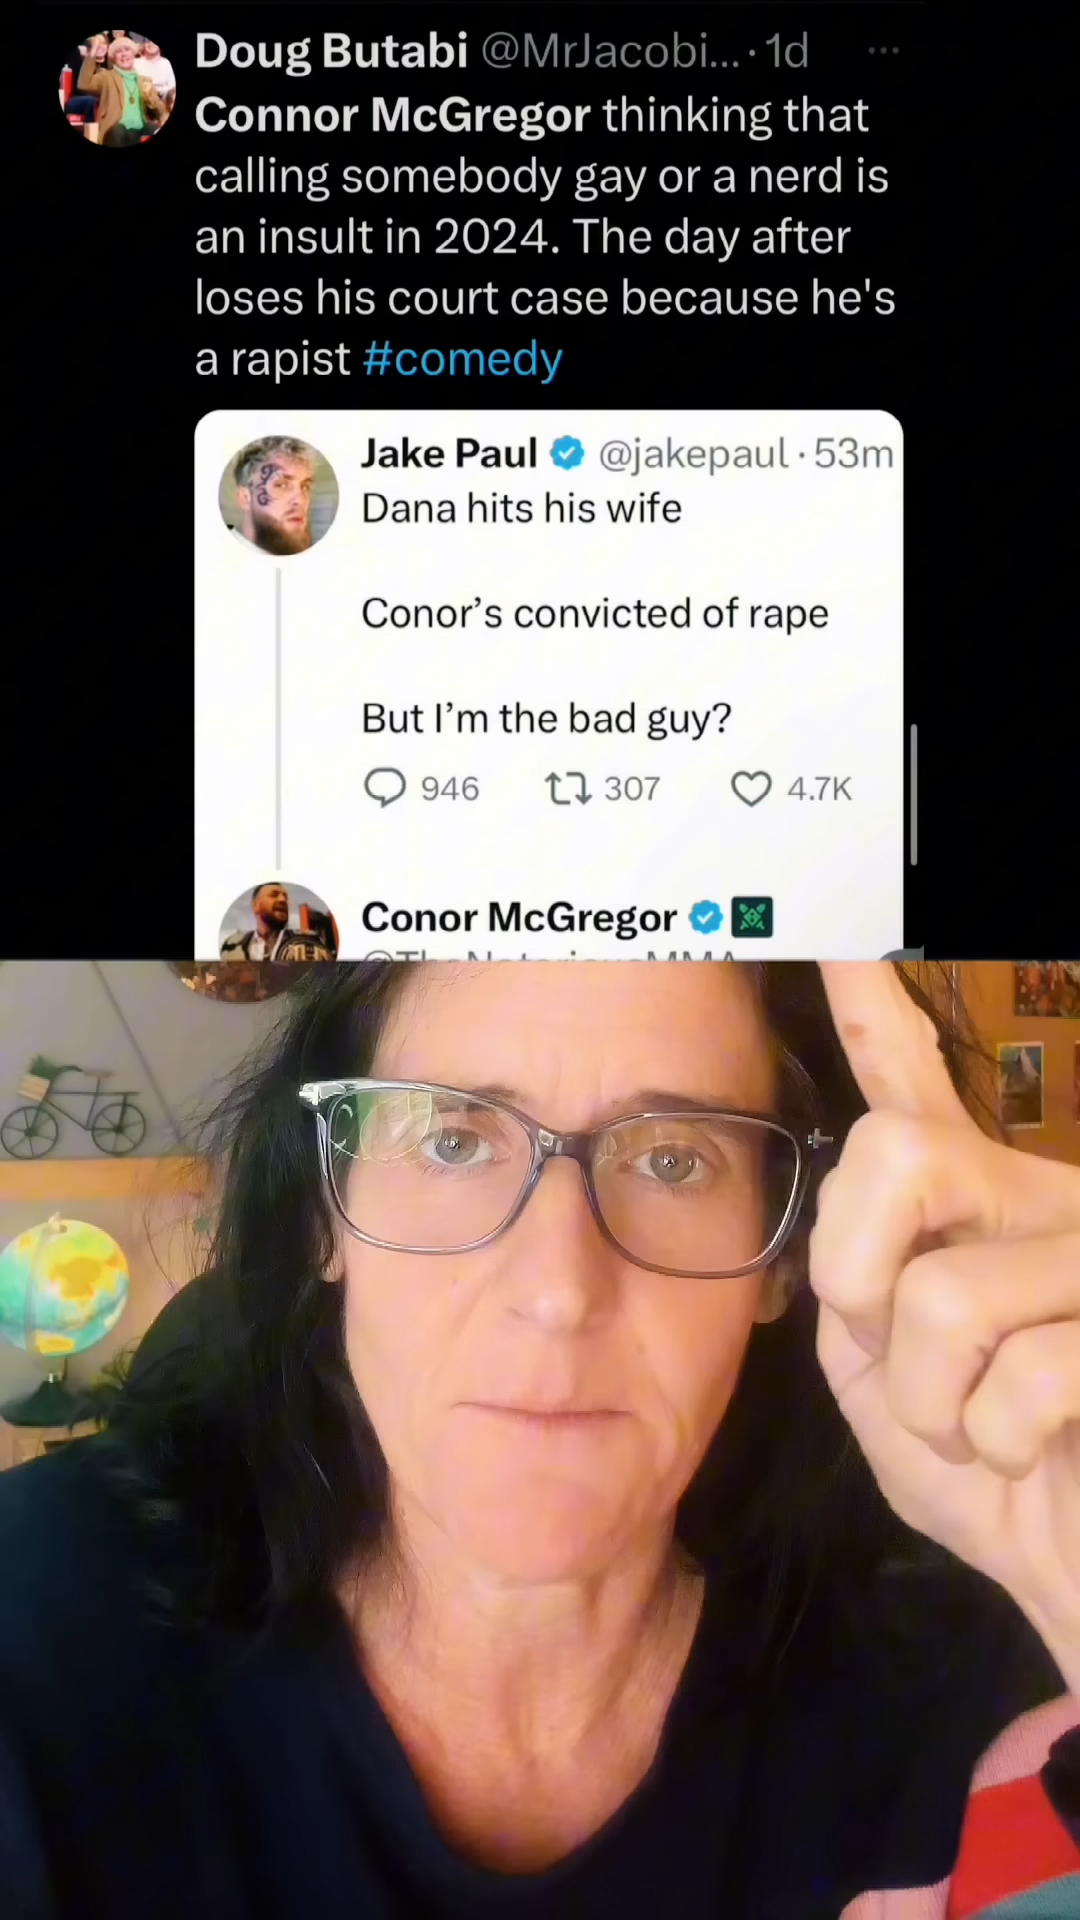 Doug Butabi @MrJacobi... · 1d
Connor McGregor thinking that
calling somebody gay or a nerd is
an insult in 2024. The day after
loses his court case because he's
a rapist #comedy
Jake Paul @jakepaul · 53m
Dana hits his wife
Conor’s convicted of rape
But I’m the bad guy?
946 307 4.7K
Conor McGregor